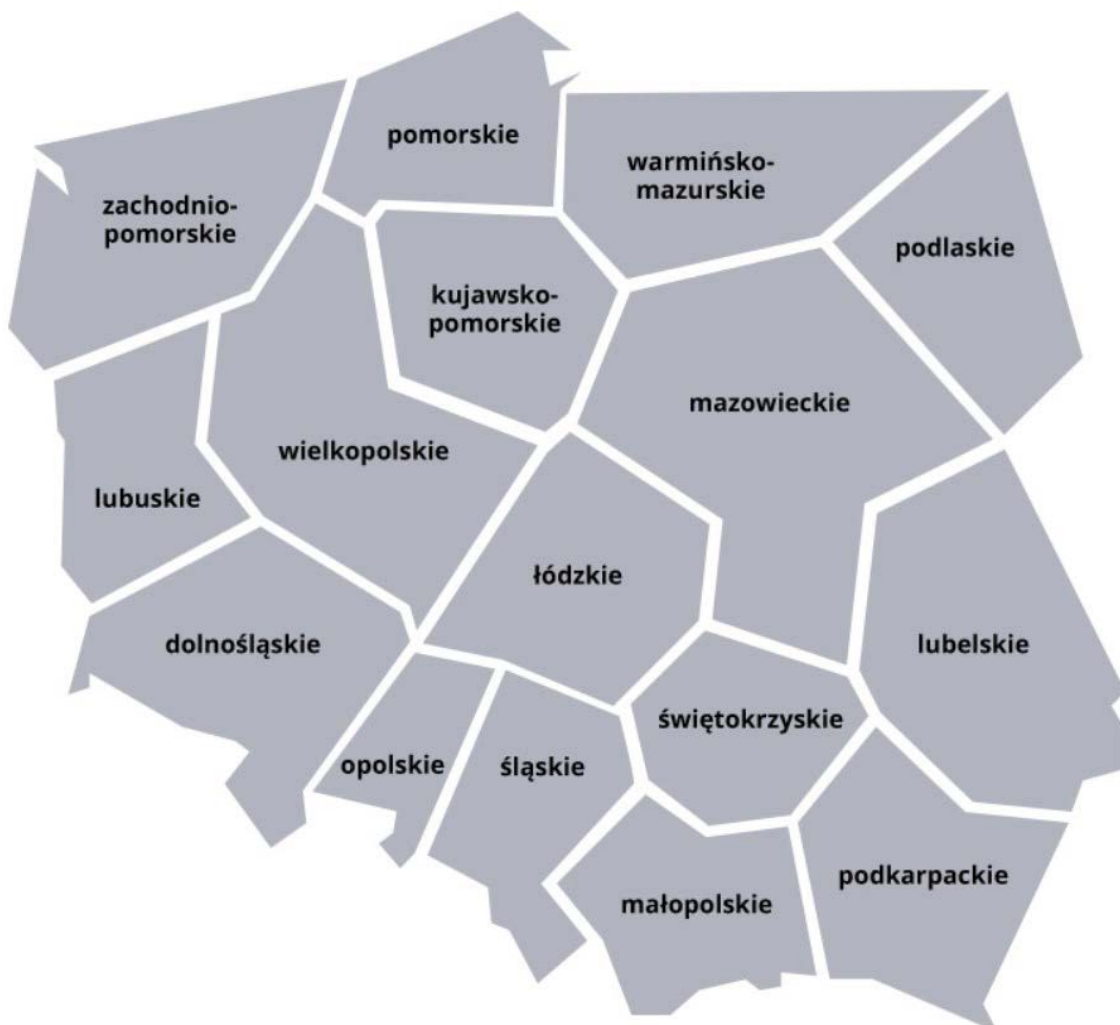 pomorskie
warmińsko-
mazurskie
zachodnio-
pomorskie
podlaskie
kujawsko-
pomorskie
mazowieckie
wielkopolskie
lubuskie
łódzkie
dolnośląskie
lubelskie
świętokrzyskie
opolskie
śląskie
podkarpackie
małopolskie